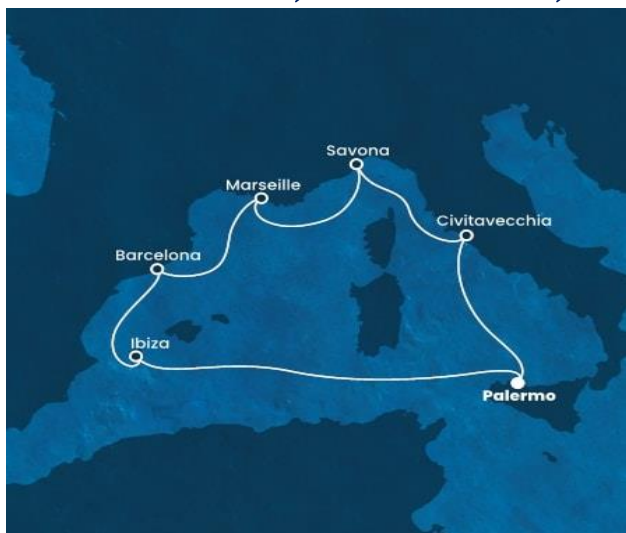 Savona
Marseille
Civitavecchia
Barcelona
Ibiza
Palermo